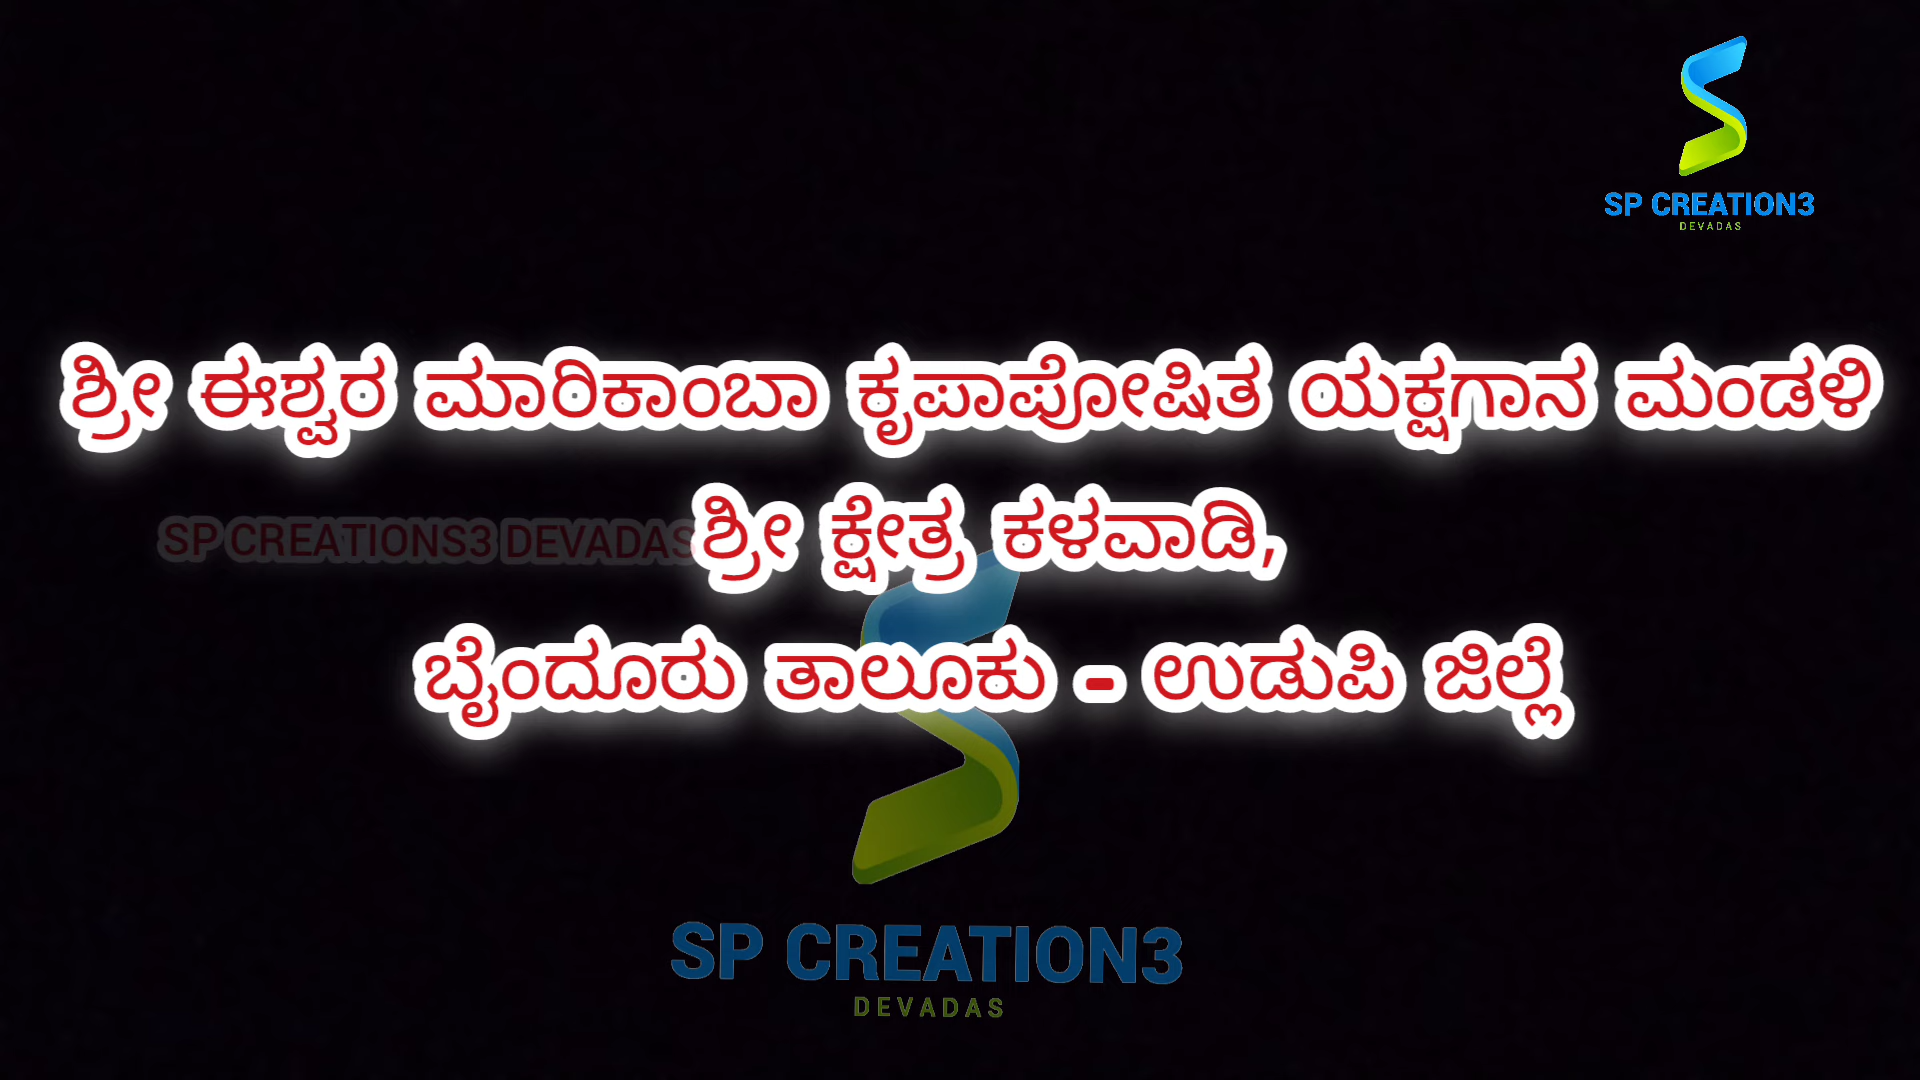 SP CREATION3
DEVADAS
ಶ್ರೀ ಈಶ್ವರ ಮಾರಿಕಾಂಬಾ ಕೃಪಾಪೋಷಿತ ಯಕ್ಷಗಾನ ಮಂಡಳಿ
ಶ್ರೀ ಕ್ಷೇತ್ರ ಕಳವಾಡಿ,
SP CREATIONS3 DEVADAS
ಬೈಂದೂರು ತಾಲೂಕು - ಉಡುಪಿ ಜಿಲ್ಲೆ
SP CREATION3
DEVADAS